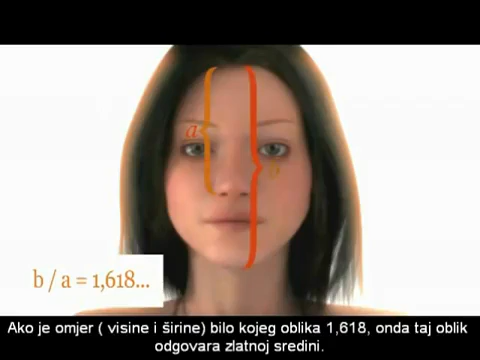 a
b
b / a = 1,618...
Ako je omjer ( visine i širine) bilo kojeg oblika 1,618, onda taj oblik
odgovara zlatnoj sredini.